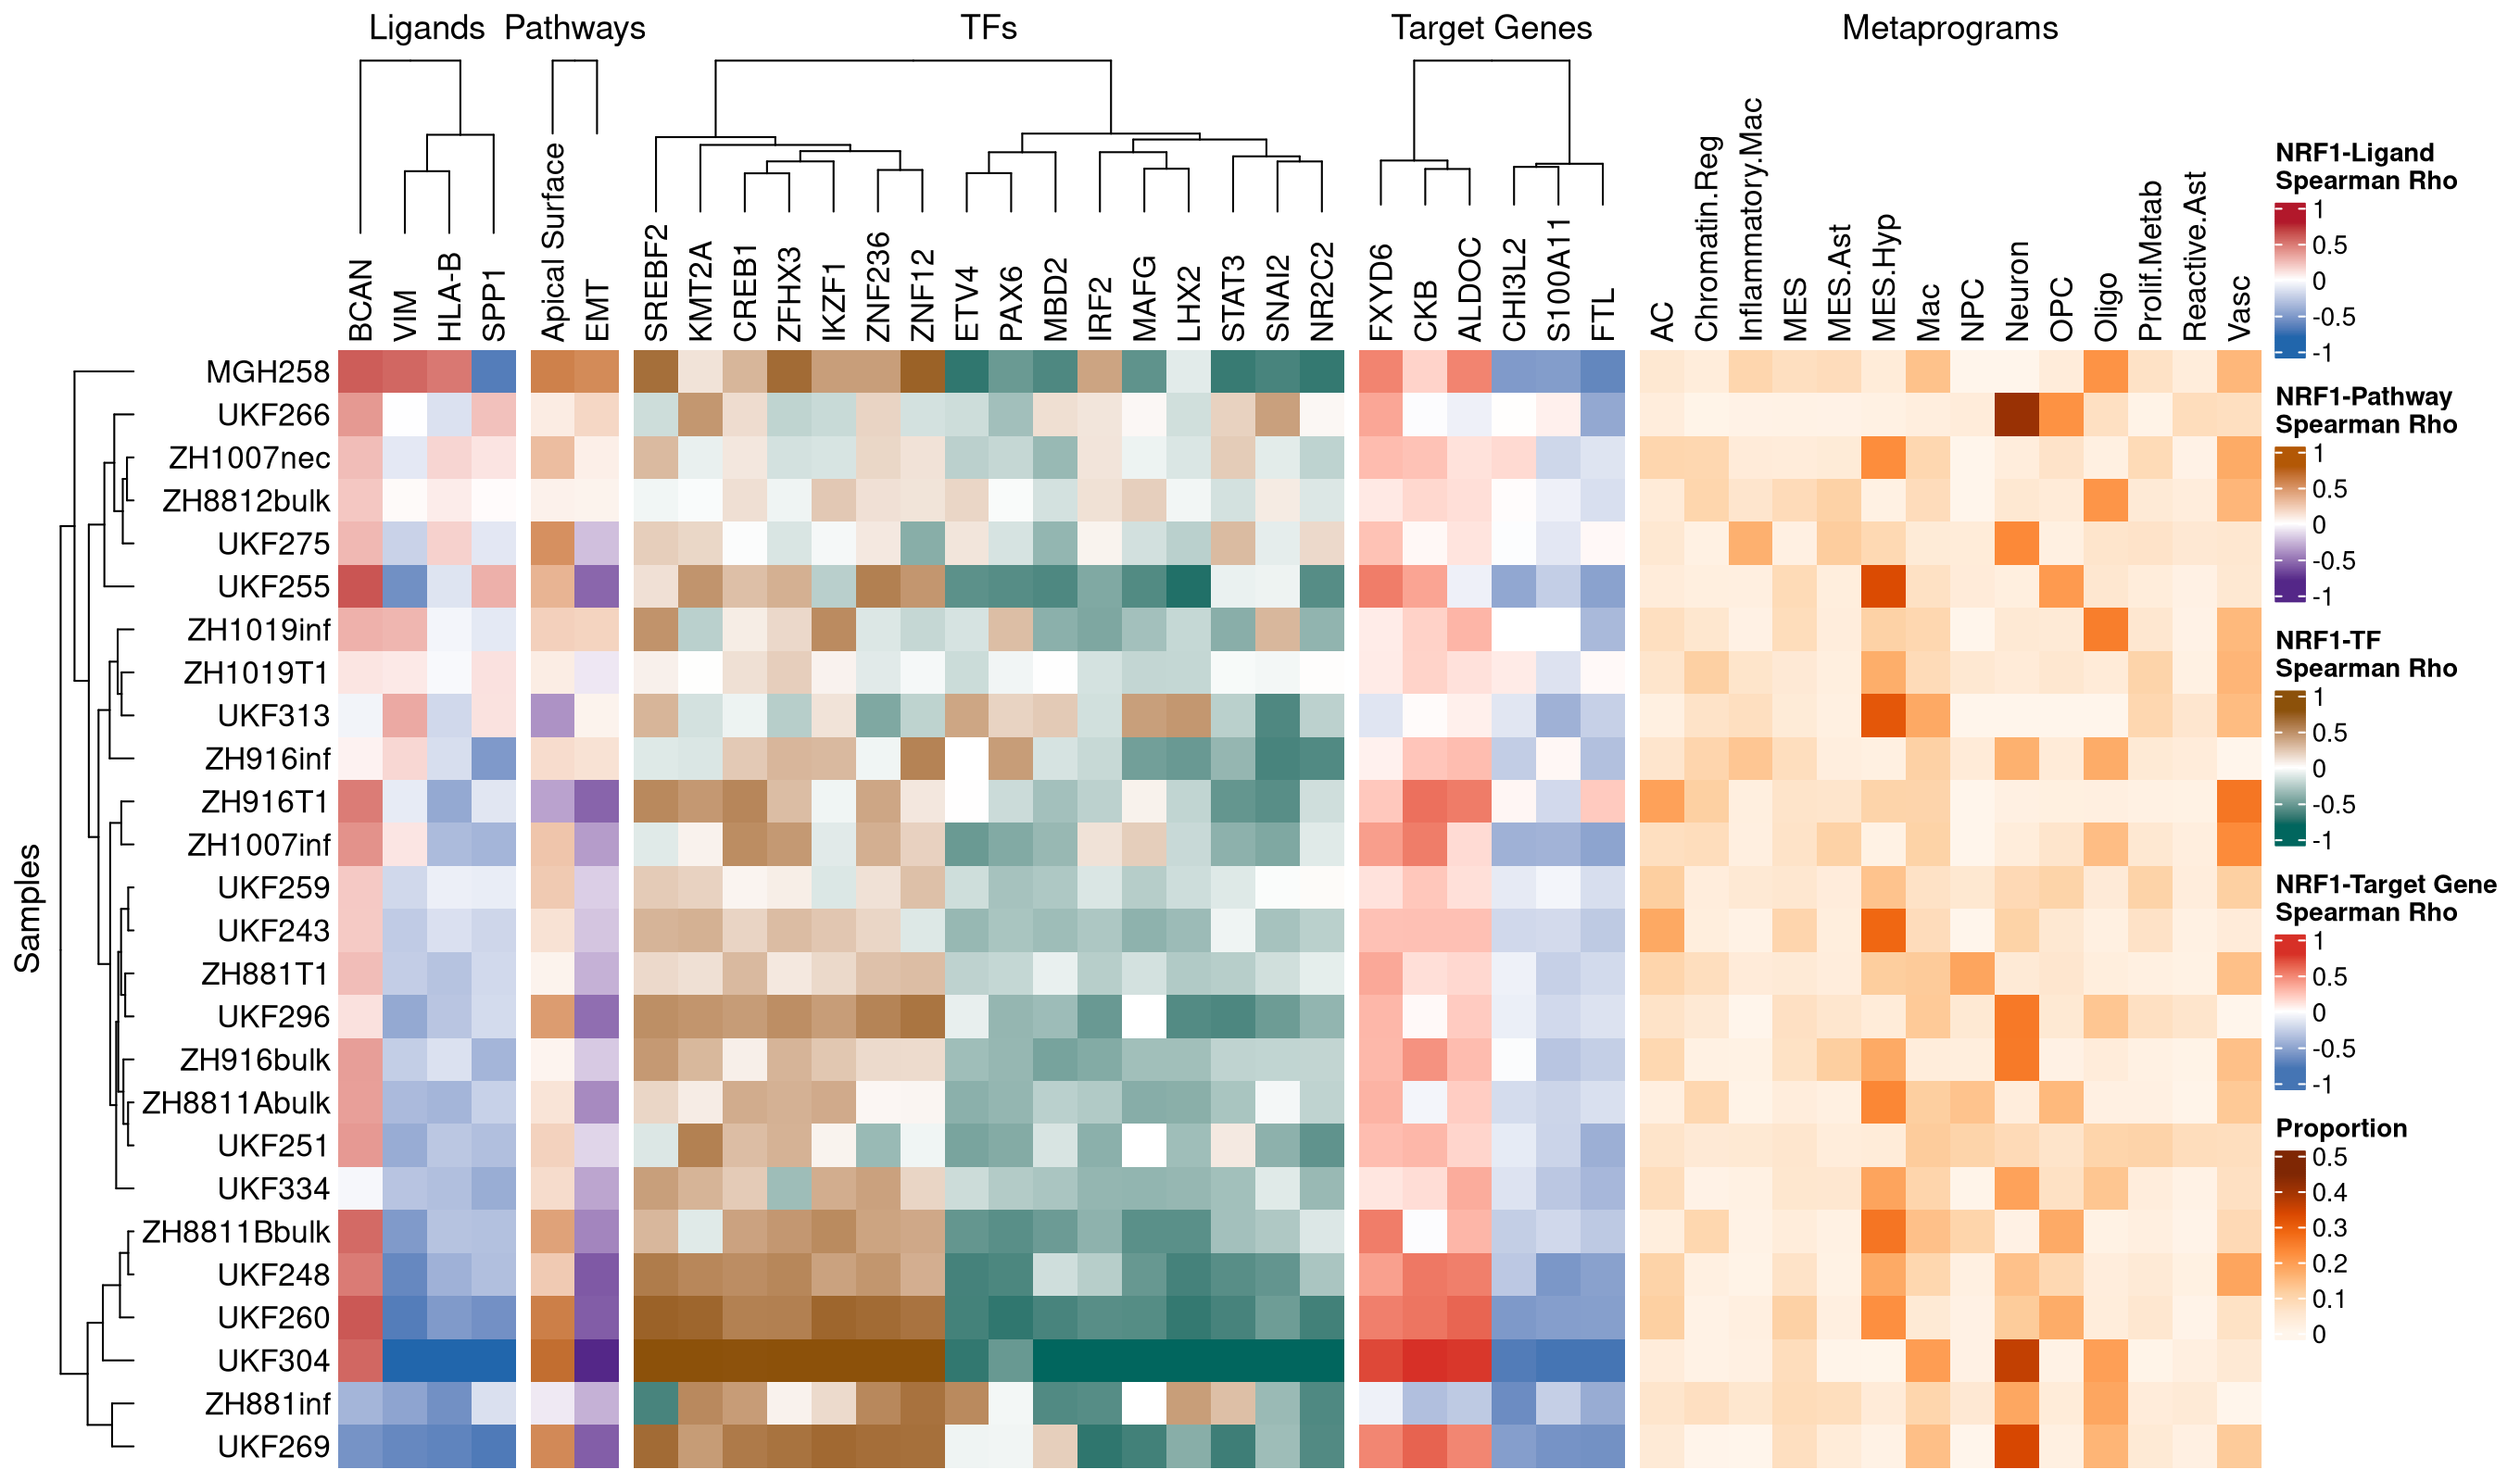 Ligands Pathways TFs Target Genes Metaprograms
BCAN VIM HLA-B SPP1 Apical Surface EMT SREBF2 KMT2A CREB1 ZFHX3 IKZF1 ZNF236 ZNF12 ETV4 PAX6 MBD2 IRF2 MAFG LHX2 STAT3 SNAI2 NR2C2 FXYD6 CKB ALDOC CHI3L2 S100A11 FTL AC Chromatin.Reg Inflammatory.Mac MES MES.Ast MES.Hyp Mac NPC Neuron OPC Oligo Prolif.Metab Reactive.Ast Vasc
Samples
MGH258
UKF266
ZH1007nec
ZH8812bulk
UKF275
UKF255
ZH1019inf
ZH1019T1
UKF313
ZH916inf
ZH916T1
ZH1007inf
UKF259
UKF243
ZH881T1
UKF296
ZH916bulk
ZH8811Abulk
UKF251
UKF334
ZH8811Bbulk
UKF248
UKF260
UKF304
ZH881inf
UKF269
NRF1-Ligand
Spearman Rho
1
0.5
0
-0.5
-1
NRF1-Pathway
Spearman Rho
1
0.5
0
-0.5
-1
NRF1-TF
Spearman Rho
1
0.5
0
-0.5
-1
NRF1-Target Gene
Spearman Rho
1
0.5
0
-0.5
-1
Proportion
0.5
0.4
0.3
0.2
0.1
0